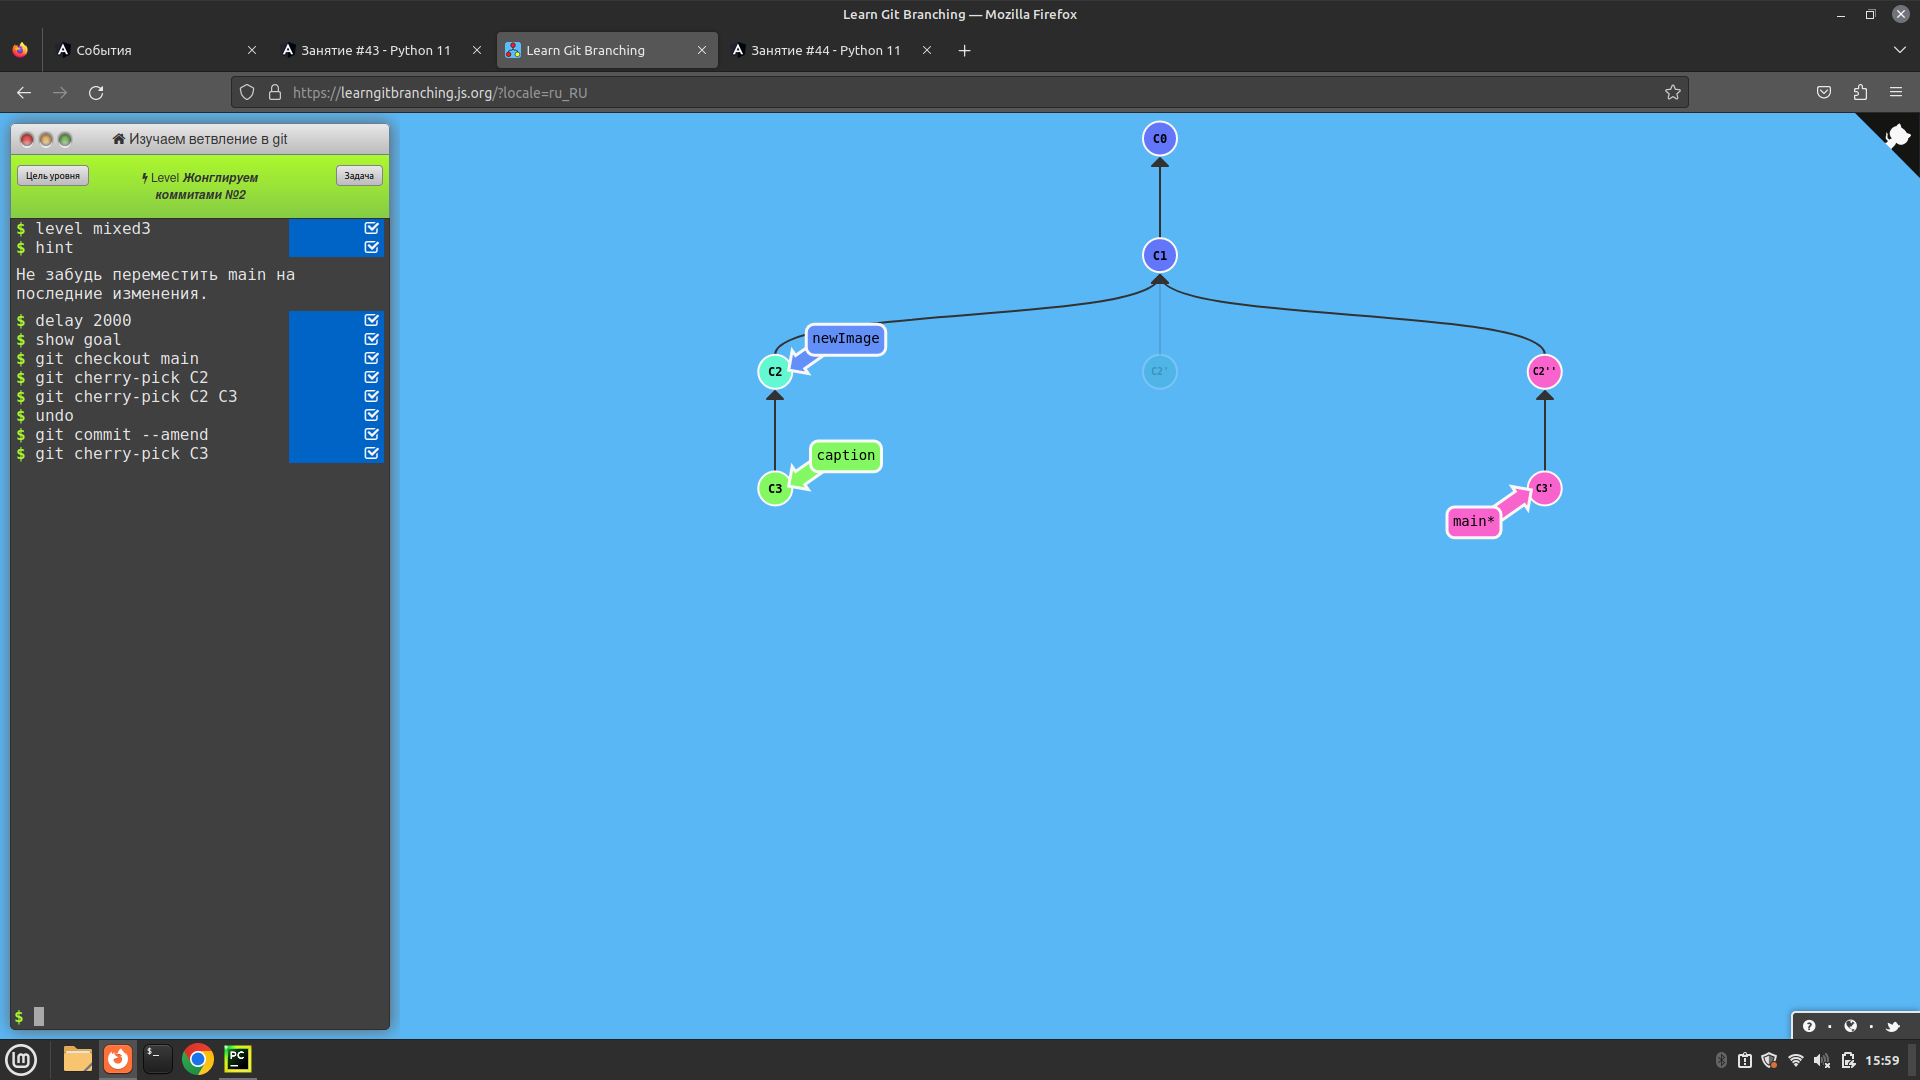 Learn Git Branching — Mozilla Firefox
События
Занятие #43 - Python 11
Learn Git Branching
Занятие #44 - Python 11
https://learngitbranching.js.org/?locale=ru_RU
Изучаем ветвление в git
Цель уровня
Level Жонглируем
коммитами №2
Задача
$ level mixed3
$ hint
Не забудь переместить main на
последние изменения.
$ delay 2000
$ show goal
$ git checkout main
$ git cherry-pick C2
$ git cherry-pick C2 C3
$ undo
$ git commit --amend
$ git cherry-pick C3
$
C0
C1
newImage
C2
C2'
C2''
caption
C3
C3'
main*
PC
15:59